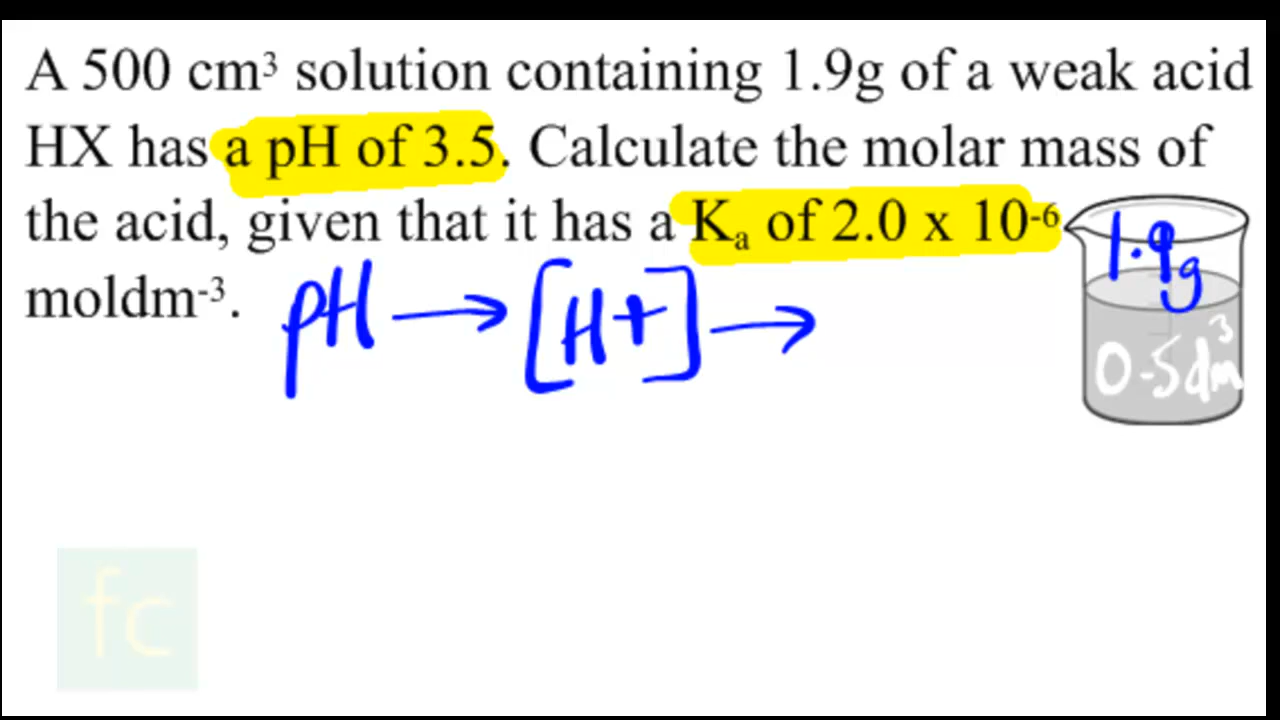 A 500 cm³ solution containing 1.9g of a weak acid
HX has a pH of 3.5. Calculate the molar mass of
the acid, given that it has a Kₐ of 2.0 x 10⁻⁶
moldm⁻³.
pH → [H+] →
1.9g
0.5dm³
fc